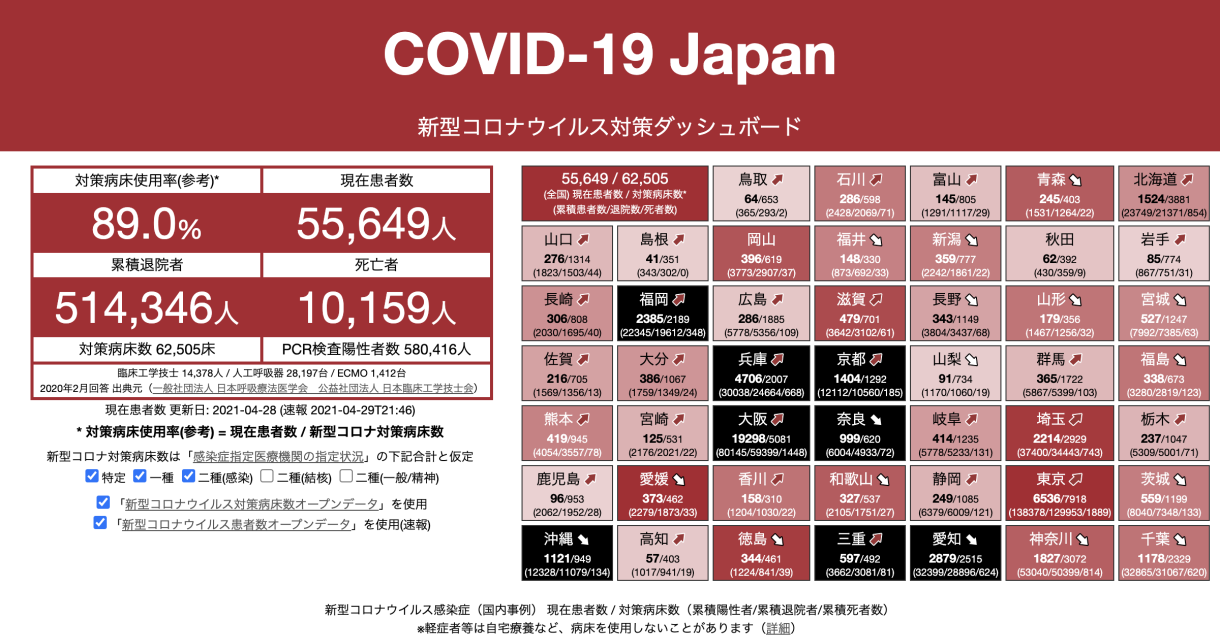 COVID-19 Japan
新型コロナウイルス対策ダッシュボード
対策病床使用率(参考)*
現在患者数
89.0%
55,649人
累積退院者
死亡者
514,346人
10,159人
対策病床数 62,505床
PCR検査陽性者数 580,416人
臨床工学技士 14,378人 / 人工呼吸器 28,197台 / ECMO 1,412台
2020年2月回答 出典元（一般社団法人 日本呼吸療法医学会　公益社団法人 日本臨床工学技士会）
現在患者数 更新日: 2021-04-28 (速報 2021-04-29T21:46)
* 対策病床使用率(参考) = 現在患者数 / 新型コロナ対策病床数
新型コロナ対策病床数は「感染症指定医療機関の指定状況」の下記合計と仮定
特定 一種 二種(感染) 二種(結核) 二種(一般/精神)
「新型コロナウイルス対策病床数オープンデータ」を使用
「新型コロナウイルス患者数オープンデータ」を使用(速報)
55,649 / 62,505
(全国) 現在患者数 / 対策病床数*
(累積患者数/退院数/死者数)
鳥取
64/653
(365/293/2)
石川
286/598
(2428/2069/71)
富山
145/805
(1291/1117/29)
青森
245/403
(1531/1264/22)
北海道
1524/3881
(23749/21371/854)
山口
276/1314
(1823/1503/44)
島根
41/351
(343/302/0)
岡山
396/619
(3773/2907/37)
福井
148/330
(873/692/33)
新潟
359/777
(2242/1861/22)
秋田
62/392
(430/359/9)
岩手
85/774
(867/751/31)
長崎
306/808
(2030/1695/40)
福岡
2385/2189
(22345/19612/348)
広島
286/1885
(5778/5356/109)
滋賀
479/701
(3642/3102/61)
長野
343/1149
(3804/3437/68)
山形
179/356
(1467/1256/32)
宮城
527/1247
(7992/7385/63)
佐賀
216/705
(1569/1356/13)
大分
386/1067
(1759/1349/24)
兵庫
4706/2007
(30038/24664/668)
京都
1404/1292
(12112/10560/185)
山梨
91/734
(1170/1060/19)
群馬
365/1722
(5867/5399/103)
福島
338/673
(3280/2819/123)
熊本
419/945
(4054/3557/78)
宮崎
125/531
(2176/2021/22)
大阪
19298/5081
(80145/59399/1448)
奈良
999/620
(6004/4933/72)
岐阜
414/1235
(5778/5233/131)
埼玉
2214/2929
(37400/34443/743)
栃木
237/1047
(5309/5001/71)
鹿児島
96/953
(2062/1952/28)
愛媛
373/462
(2279/1873/33)
香川
158/310
(1204/1030/22)
和歌山
327/537
(2105/1751/27)
静岡
249/1085
(6379/6009/121)
東京
6536/7918
(138378/129953/1889)
茨城
559/1199
(8040/7348/133)
沖縄
1121/949
(12328/11079/134)
高知
57/403
(1017/941/19)
徳島
344/461
(1224/841/39)
三重
597/492
(3662/3081/81)
愛知
2879/2515
(32399/28896/624)
神奈川
1827/3072
(53040/50399/814)
千葉
1178/2329
(32865/31067/620)
新型コロナウイルス感染症（国内事例） 現在患者数 / 対策病床数（累積陽性者/累積退院者/累積死者数）
※軽症者等は自宅療養など、病床を使用しないことがあります（詳細）